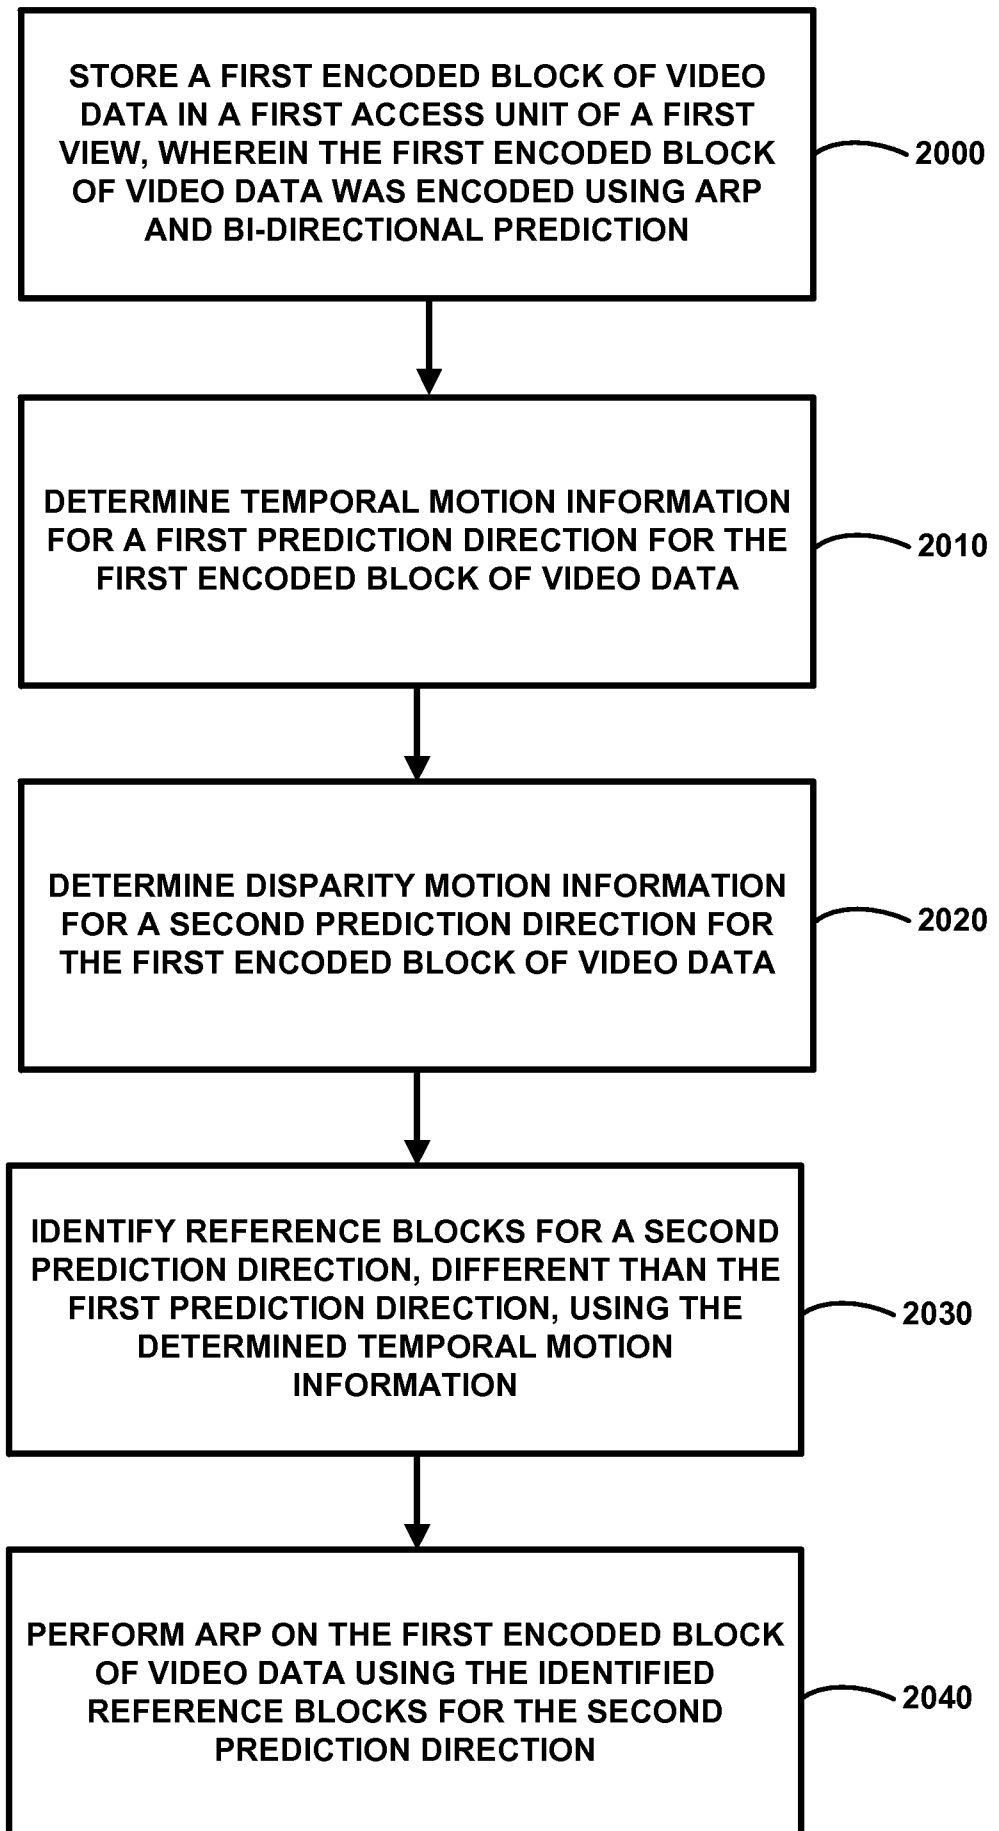 STORE A FIRST ENCODED BLOCK OF VIDEO
DATA IN A FIRST ACCESS UNIT OF A FIRST
VIEW, WHEREIN THE FIRST ENCODED BLOCK
OF VIDEO DATA WAS ENCODED USING ARP
AND BI-DIRECTIONAL PREDICTION
2000
DETERMINE TEMPORAL MOTION INFORMATION
FOR A FIRST PREDICTION DIRECTION FOR THE
FIRST ENCODED BLOCK OF VIDEO DATA
2010
DETERMINE DISPARITY MOTION INFORMATION
FOR A SECOND PREDICTION DIRECTION FOR
THE FIRST ENCODED BLOCK OF VIDEO DATA
2020
IDENTIFY REFERENCE BLOCKS FOR A SECOND
PREDICTION DIRECTION, DIFFERENT THAN THE
FIRST PREDICTION DIRECTION, USING THE
DETERMINED TEMPORAL MOTION
INFORMATION
2030
PERFORM ARP ON THE FIRST ENCODED BLOCK
OF VIDEO DATA USING THE IDENTIFIED
REFERENCE BLOCKS FOR THE SECOND
PREDICTION DIRECTION
2040